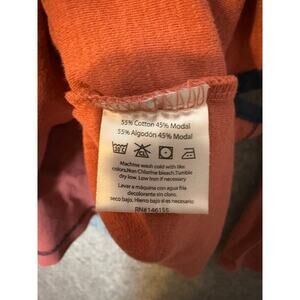 55% Cotton 45% Modal
55% Algodón 45% Modal
30°C
Machine wash cold with like
colors.Non Chlorine bleach.Tumble
dry low. Low Iron if necessary
Lavar a máquina con agua fría
decolorante sin cloro.
seco bajo. Hierro bajo si es necesario
RN#146155